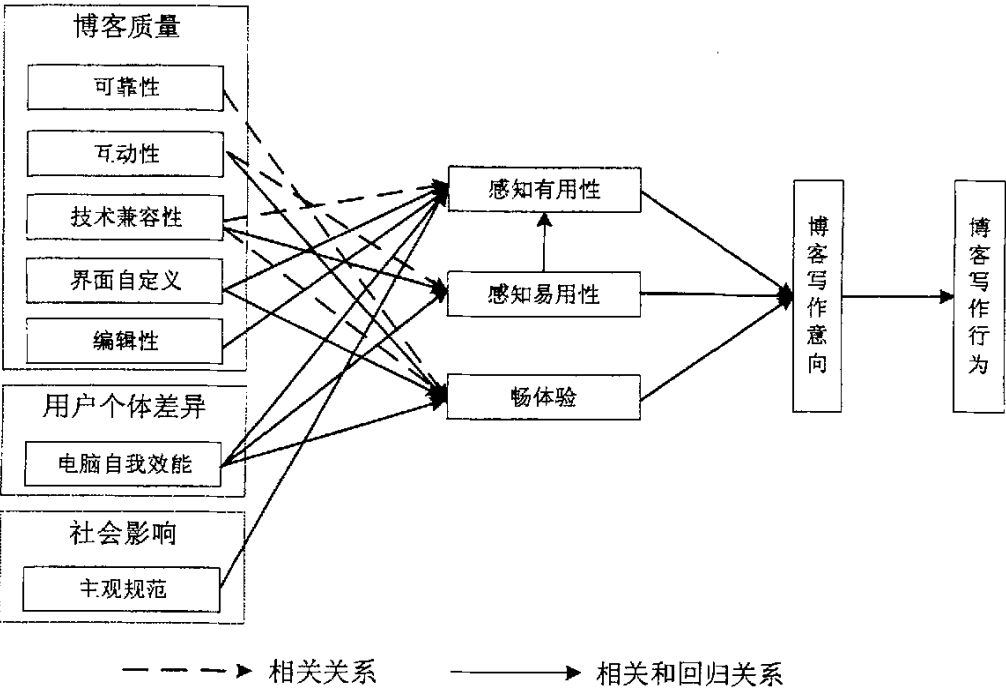 博客质量
可靠性
互动性
技术兼容性
界面自定义
编辑性
用户个体差异
电脑自我效能
社会影响
主观规范
感知有用性
感知易用性
畅体验
博客写作意向
博客写作行为
相关关系
相关和回归关系